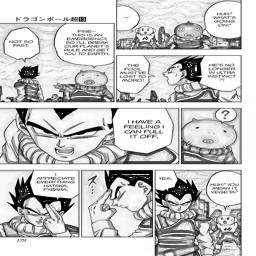 ドラゴンボール超⑬
HUH?
WHAT'S
GOING
ON?
HE'S NO
LONGER
IN ULTRA
INSTINCT
THE
FOOL
MUST'VE
LOST TO
MORO?
FINE—
THIS IS AN
EMERGENCY,
SO I'LL BREAK
OUR PLANET'S
RULE AND GET
YOU TO EARTH.
NOT SO
FAST.
?
I HAVE A
FEELING I
CAN PULL
IT OFF.
YES.
HUH?
YOU MEAN IT,
VEGETA?
APPRECIATE
EVERYTHING
179